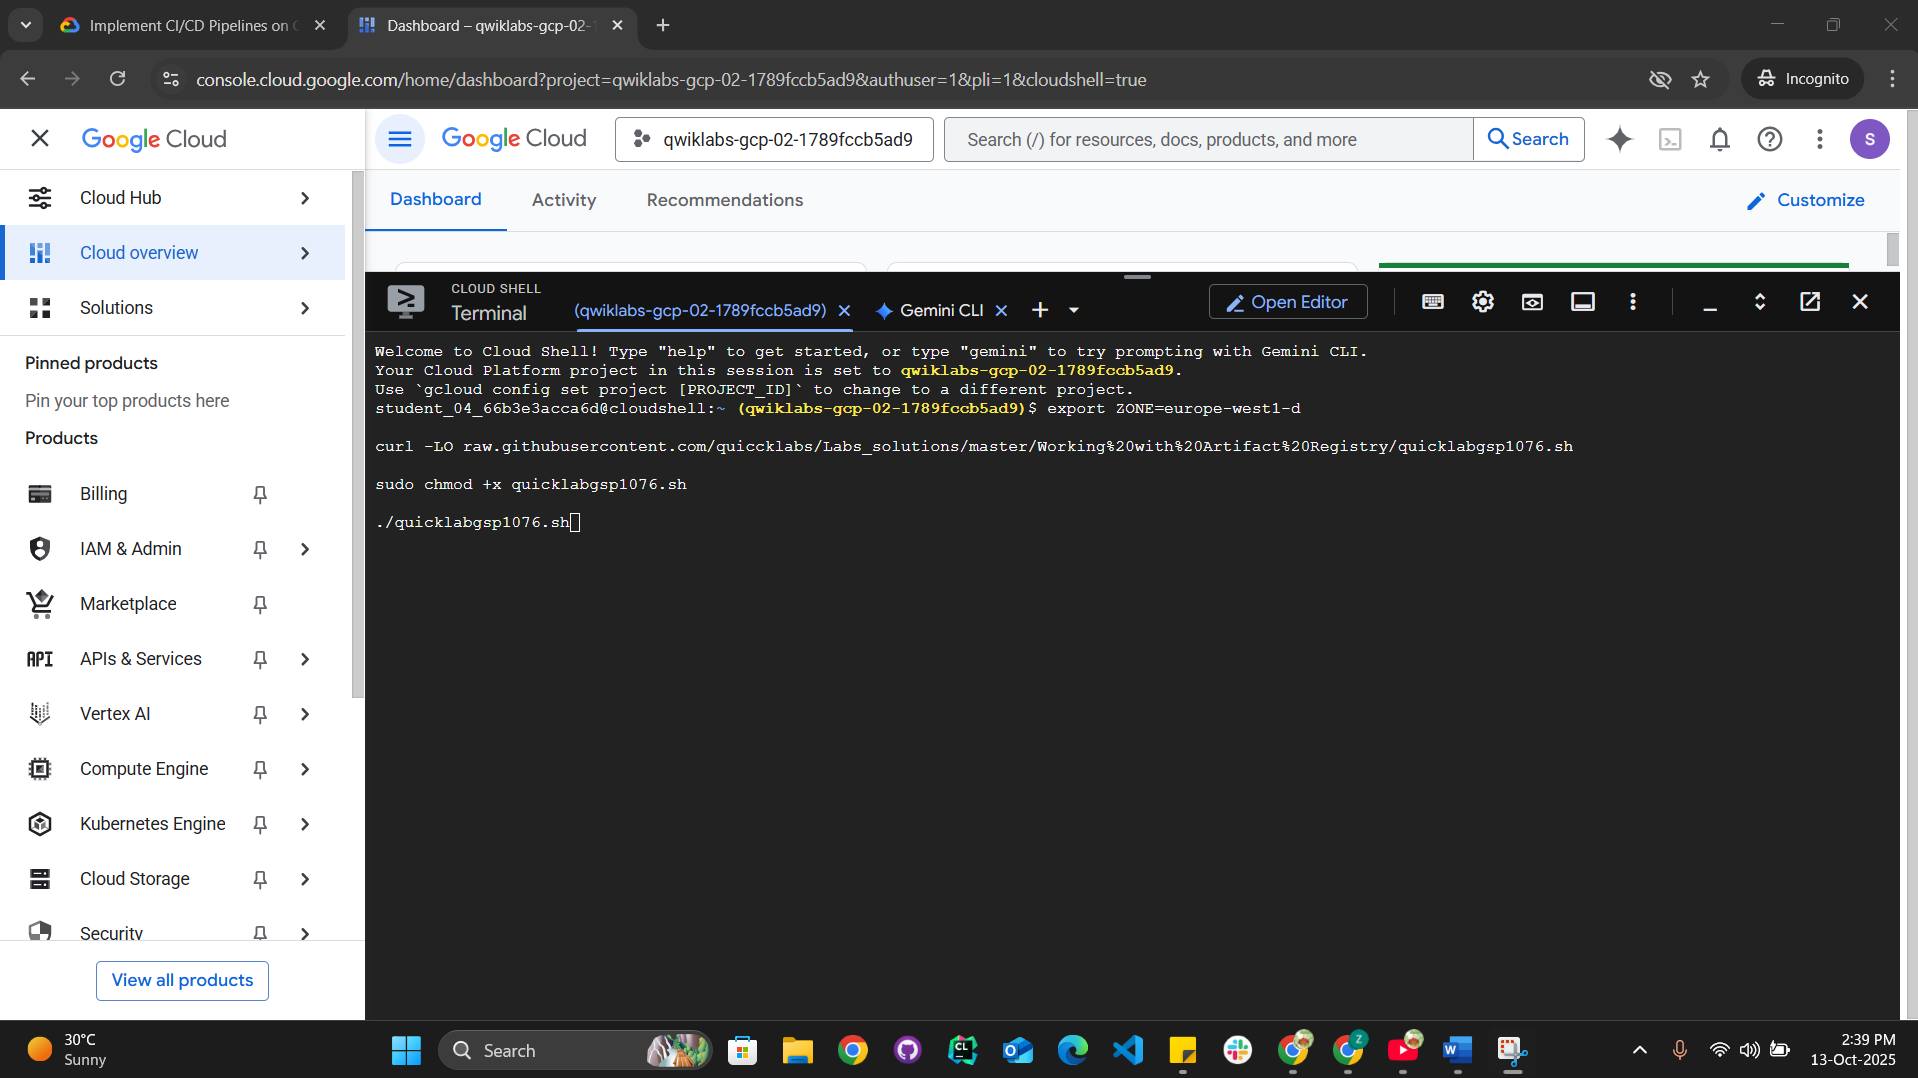 Implement CI/CD Pipelines on
Dashboard – qwiklabs-gcp-02-
console.cloud.google.com/home/dashboard?project=qwiklabs-gcp-02-1789fccb5ad9&authuser=1&pli=1&cloudshell=true
Incognito
Google Cloud
Google Cloud
qwiklabs-gcp-02-1789fccb5ad9
Search (/) for resources, docs, products, and more
Search
S
Cloud Hub
Cloud overview
Solutions
Pinned products
Pin your top products here
Products
Billing
IAM & Admin
Marketplace
API
APIs & Services
Vertex AI
Compute Engine
Kubernetes Engine
Cloud Storage
Security
View all products
Dashboard
Activity
Recommendations
Customize
CLOUD SHELL
Terminal
(qwiklabs-gcp-02-1789fccb5ad9)
Gemini CLI
Open Editor
Welcome to Cloud Shell! Type "help" to get started, or type "gemini" to try prompting with Gemini CLI.
Your Cloud Platform project in this session is set to qwiklabs-gcp-02-1789fccb5ad9.
Use `gcloud config set project [PROJECT_ID]` to change to a different project.
student_04_66b3e3acca6d@cloudshell:~ (qwiklabs-gcp-02-1789fccb5ad9)$ export ZONE=europe-west1-d
curl -LO raw.githubusercontent.com/quiccklabs/Labs_solutions/master/Working%20with%20Artifact%20Registry/quicklabgsp1076.sh
sudo chmod +x quicklabgsp1076.sh
./quicklabgsp1076.sh
30°C
Sunny
Search
CL
Z
2:39 PM
13-Oct-2025